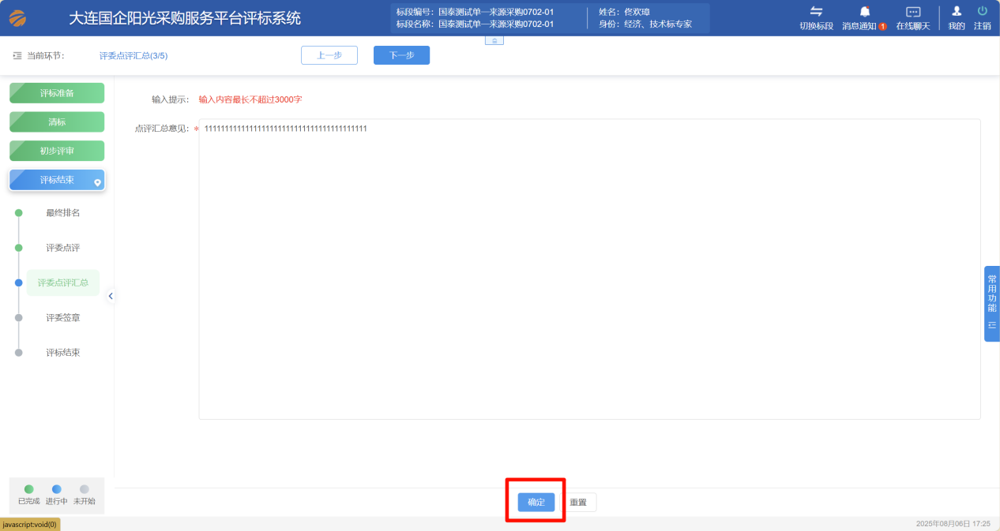 大连国企阳光采购服务平台评标系统
标段编号：国泰测试单一来源采购0702-01
标段名称：国泰测试单一来源采购0702-01
姓名：佟欢璋
身份：经济、技术标专家
切换标段
消息通知 1
在线聊天
我的
注销
当前环节：
评委点评汇总(3/5)
上一步
下一步
评标准备
清标
初步评审
评标结束
最终排名
评委点评
评委点评汇总
评委签章
评标结束
已完成 进行中 未开始
输入提示：
输入内容最长不超过3000字
点评汇总意见：*
1111111111111111111111111111111111111111
常用功能
确定
重置
javascript:void(0)
2025年08月06日 17:25